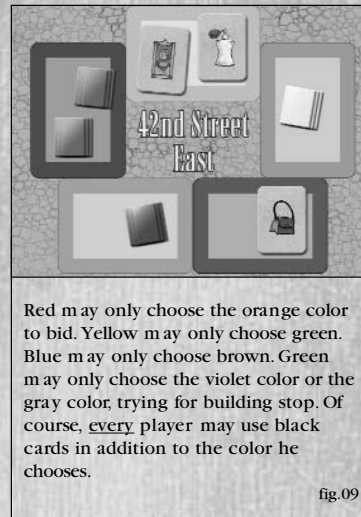 42nd Street
East
Red may only choose the orange color
to bid. Yellow may only choose green.
Blue may only choose brown. Green
may only choose the violet color or the
gray color, trying for building stop. Of
course, every player may use black
cards in addition to the color he
chooses.
fig.09